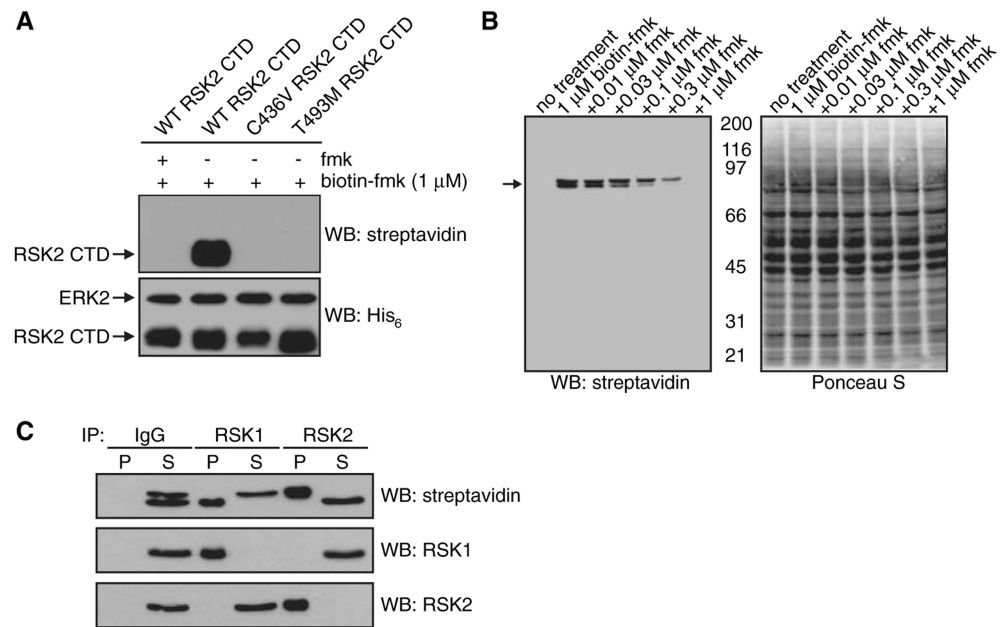 A
WT RSK2 CTD
WT RSK2 CTD
C436V RSK2 CTD
T493M RSK2 CTD
+ - - - fmk
+ + + + biotin-fmk (1 µM)
RSK2 CTD
WB: streptavidin
ERK2
RSK2 CTD
WB: His6
B
no treatment
1 µM biotin-fmk
+0.01 µM fmk
+0.03 µM fmk
+0.1 µM fmk
+0.3 µM fmk
+1 µM fmk
no treatment
1 µM biotin-fmk
+0.01 µM fmk
+0.03 µM fmk
+0.1 µM fmk
+0.3 µM fmk
+1 µM fmk
200
116
97
66
45
31
21
WB: streptavidin
Ponceau S
C
IP: IgG RSK1 RSK2
P S P S P S
WB: streptavidin
WB: RSK1
WB: RSK2